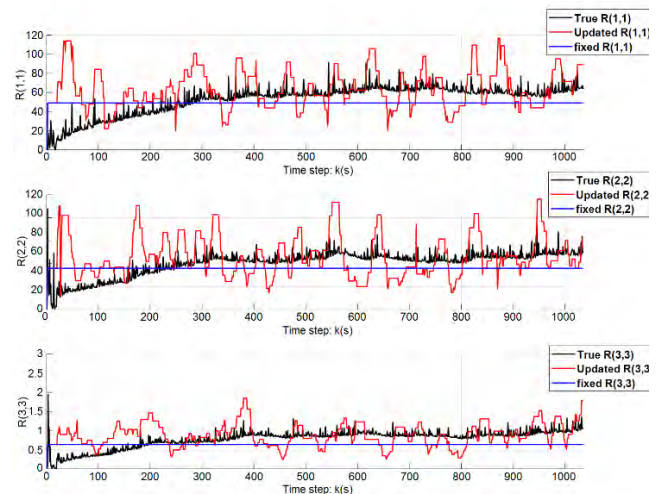 True R(1,1)
Updated R(1,1)
fixed R(1,1)
120
100
80
60
40
20
0
R(1,1)
0 100 200 300 400 500 600 700 800 900 1000
Time step: k(s)
True R(2,2)
Updated R(2,2
fixed R(2,2)
120
100
80
60
40
20
0
R(2,2)
0 100 200 300 400 500 600 700 800 900 1000
Time step: k(s)
True R(3,3)
Updated R(3,3
fixed R(3,3)
3
2.5
2
1.5
1
0.5
0
R(3,3)
0 100 200 300 400 500 600 700 800 900 1000
Time step: k(s)